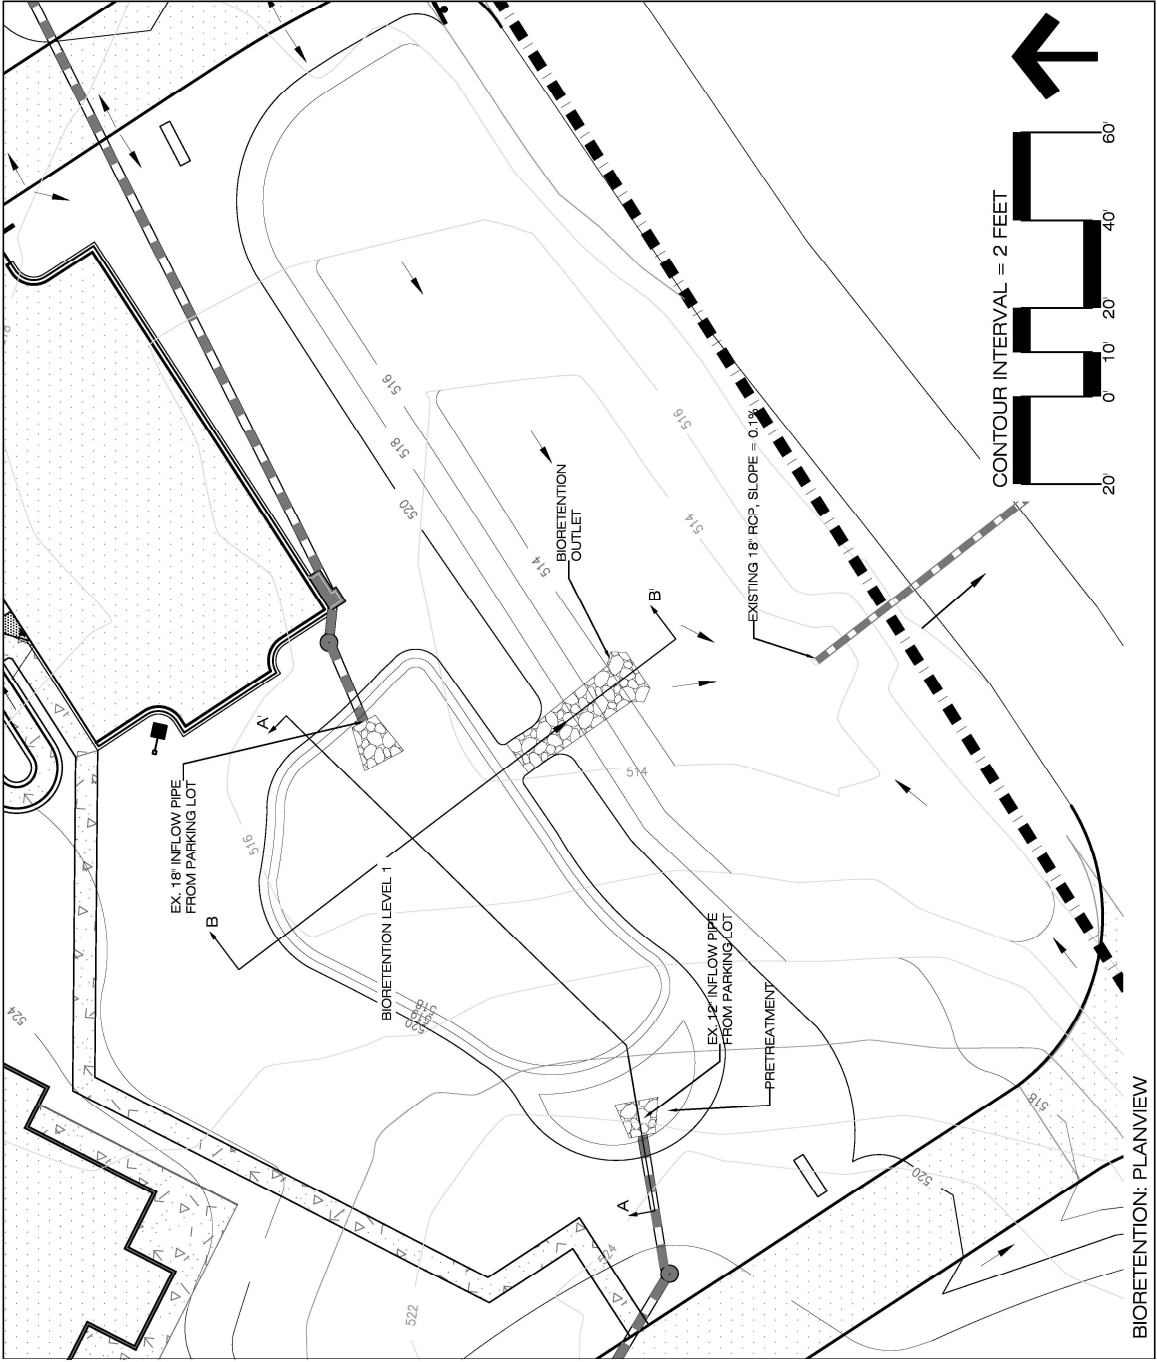 BIORETENTION: PLANVIEW
CONTOUR INTERVAL = 2 FEET
20'
0'
10'
20'
40'
60'
EX. 18" INFLOW PIPE
FROM PARKING LOT
BIORETENTION LEVEL 1
EX. 12" INFLOW PIPE
FROM PARKING LOT
PRETREATMENT
BIORETENTION
OUTLET
EXISTING 18" RCP, SLOPE = 0.1%
A
A'
B
B'
516
518
520
514
516
514
514
516
518
520
524
522
524
520
518